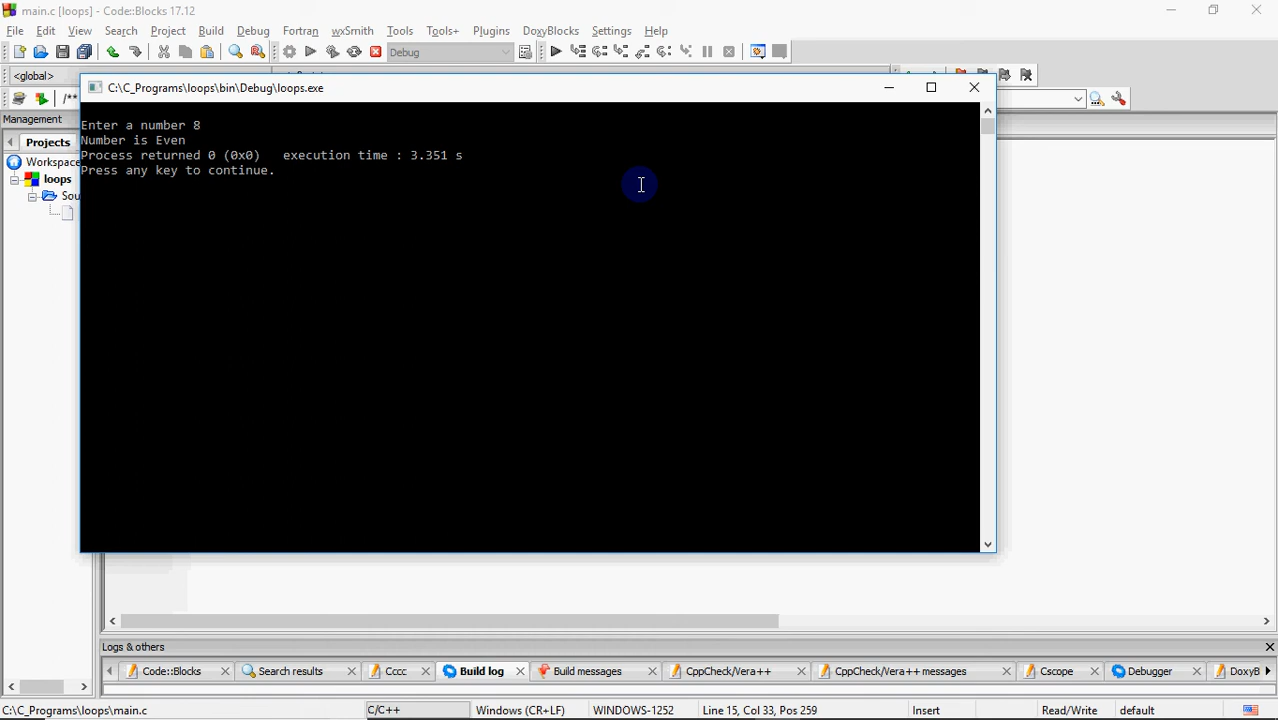 main.c [loops] - Code::Blocks 17.12
File Edit View Search Project Build Debug Fortran wxSmith Tools Tools+ Plugins DoxyBlocks Settings Help
Debug
<global>
C:\C_Programs\loops\bin\Debug\loops.exe
/**
Management
Projects
Workspace
loops
Sou
Enter a number 8
Number is Even
Process returned 0 (0x0) execution time : 3.351 s
Press any key to continue.
Logs & others
Code::Blocks Search results Cccc Build log Build messages CppCheck/Vera++ CppCheck/Vera++ messages Cscope Debugger DoxyB
C:\C_Programs\loops\main.c C/C++ Windows (CR+LF) WINDOWS-1252 Line 15, Col 33, Pos 259 Insert Read/Write default